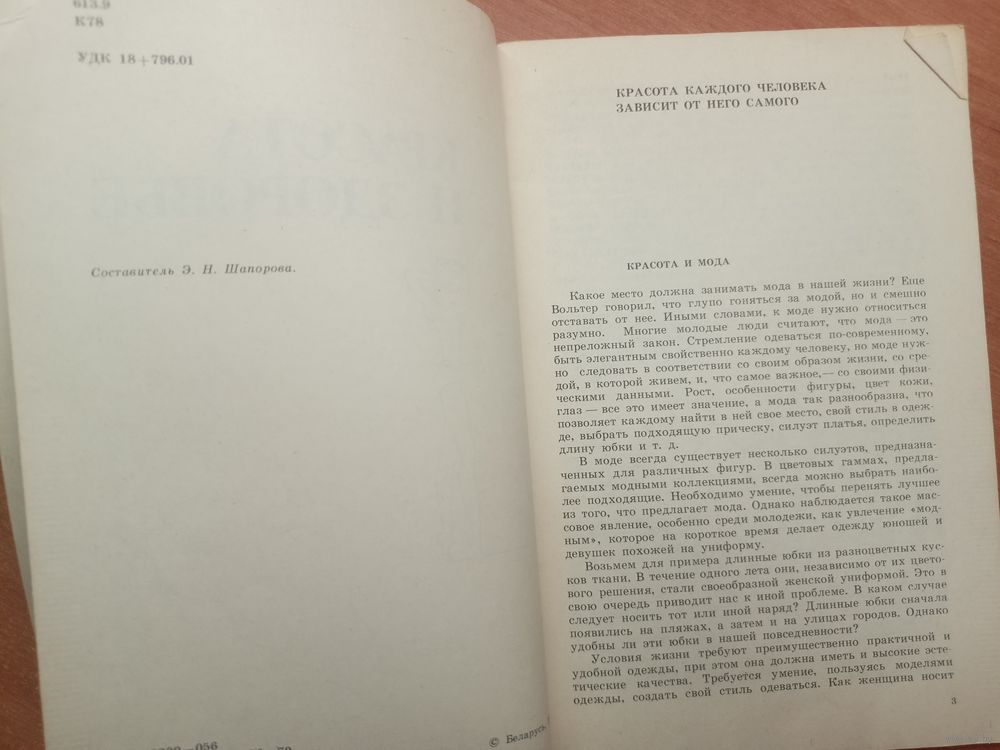 613.9
К78
УДК 18+796.01
Составитель Э. Н. Шапорова.
—056
© Беларусь,
КРАСОТА КАЖДОГО ЧЕЛОВЕКА
ЗАВИСИТ ОТ НЕГО САМОГО
КРАСОТА И МОДА
Какое место должна занимать мода в нашей жизни? Еще
Вольтер говорил, что глупо гоняться за модой, но и смешно
отставать от нее. Иными словами, к моде нужно относиться
разумно. Многие молодые люди считают, что мода — это
непреложный закон. Стремление одеваться по-современному,
быть элегантным свойственно каждому человеку, но моде нуж-
но следовать в соответствии со своим образом жизни, со сре-
дой, в которой живем, и, что самое важное,— со своими физи-
ческими данными. Рост, особенности фигуры, цвет кожи,
глаз — все это имеет значение, а мода так разнообразна, что
позволяет каждому найти в ней свое место, свой стиль в одеж-
де, выбрать подходящую прическу, силуэт платья, определить
длину юбки и т. д.
В моде всегда существует несколько силуэтов, предназна-
ченных для различных фигур. В цветовых гаммах, предла-
гаемых модными коллекциями, всегда можно выбрать наибо-
лее подходящие. Необходимо умение, чтобы перенять лучшее
из того, что предлагает мода. Однако наблюдается такое мас-
совое явление, особенно среди молодежи, как увлечение «мод-
ным», которое на короткое время делает одежду юношей и
девушек похожей на униформу.
Возьмем для примера длинные юбки из разноцветных кус-
ков ткани. В течение одного лета они, независимо от их цвето-
вого решения, стали своеобразной женской униформой. Это в
свою очередь приводит нас к иной проблеме. В каком случае
следует носить тот или иной наряд? Длинные юбки сначала
появились на пляжах, а затем и на улицах городов. Однако
удобны ли эти юбки в нашей повседневности?
Условия жизни требуют преимущественно практичной и
удобной одежды, при этом она должна иметь и высокие эсте-
тические качества. Требуется умение, пользуясь моделями
одежды, создать свой стиль одеваться. Как женщина носит
3